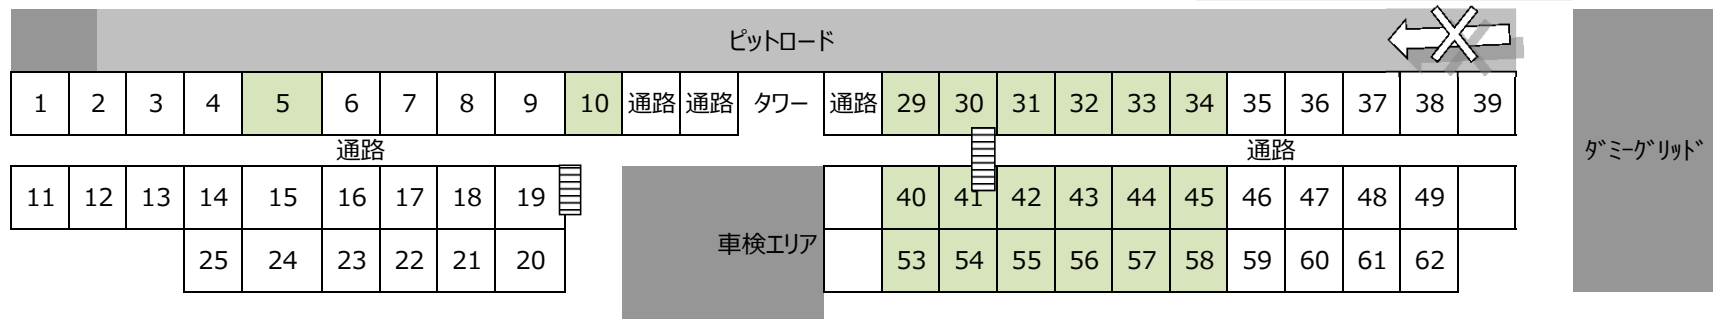 ピットロード
1 2 3 4 5 6 7 8 9 10 通路 通路 タワー 通路 29 30 31 32 33 34 35 36 37 38 39
通路 通路
ﾀﾞﾐｰｸﾞﾘｯﾄﾞ
11 12 13 14 15 16 17 18 19 40 41 42 43 44 45 46 47 48 49
車検エリア
25 24 23 22 21 20 53 54 55 56 57 58 59 60 61 62